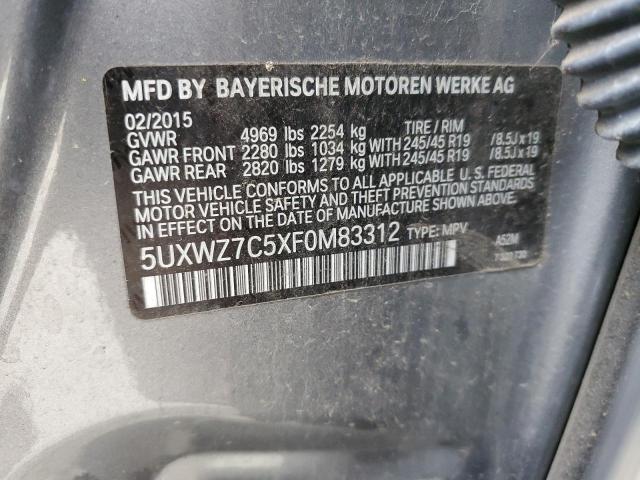 MFD BY BAYERISCHE MOTOREN WERKE AG
02/2015
GVWR 4969 lbs 2254 kg TIRE / RIM
GAWR FRONT 2280 lbs 1034 kg WITH 245/45 R19 /8.5J x 19
GAWR REAR 2820 lbs 1279 kg WITH 245/45 R19 /8.5J x 19
THIS VEHICLE CONFORMS TO ALL APPLICABLE U. S. FEDERAL
MOTOR VEHICLE SAFETY AND THEFT PREVENTION STANDARDS
IN EFFECT ON THE DATE OF MANUFACTURE SHOWN ABOVE.
5UXWZ7C5XF0M83312 TYPE: MPV A52M